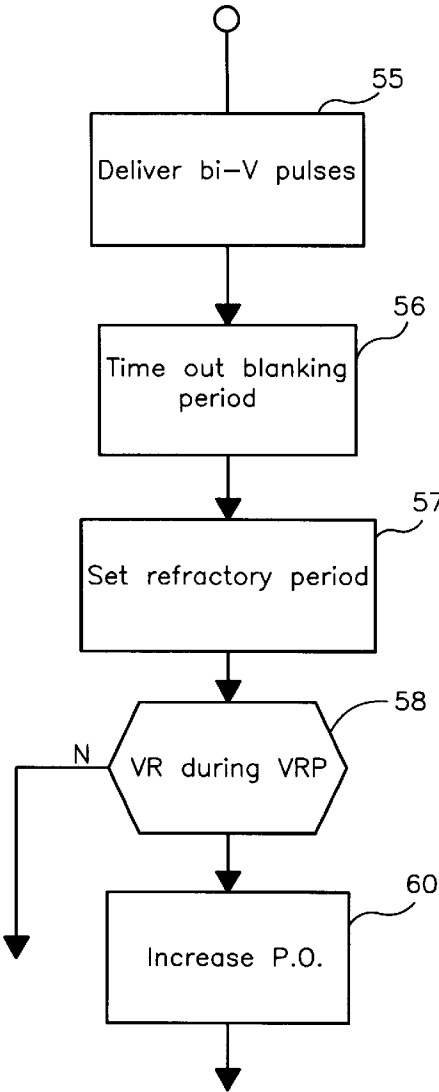 55
Deliver bi-V pulses
56
Time out blanking
period
57
Set refractory period
58
N
VR during VRP
60
Increase P.O.